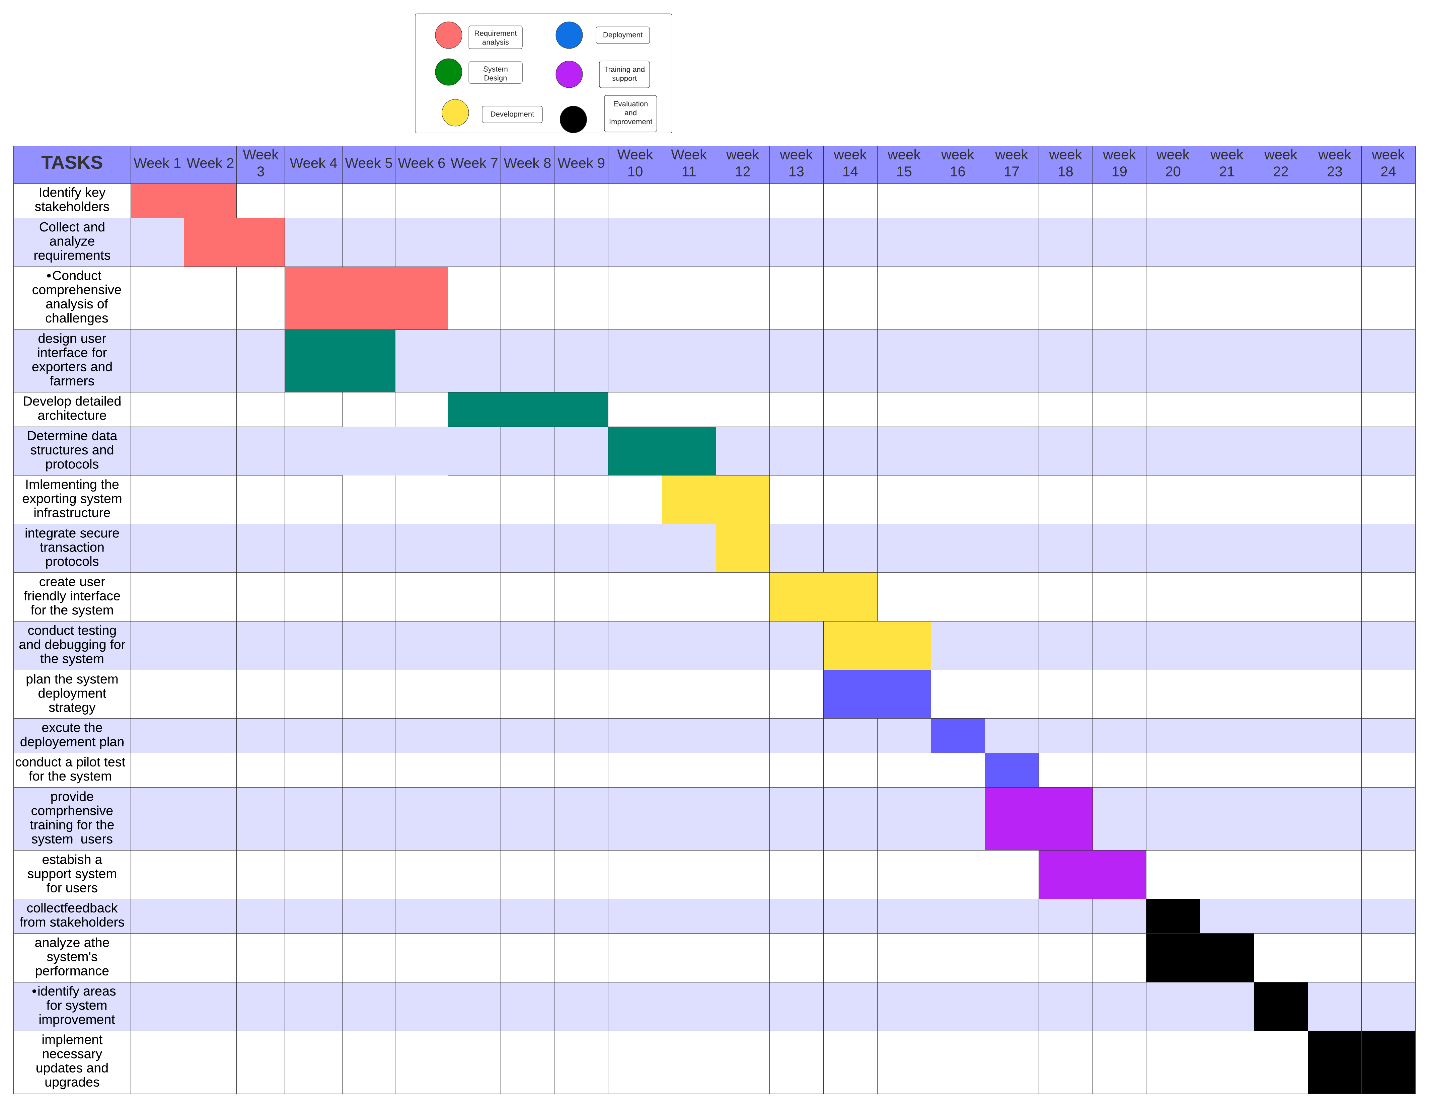 Requirement
analysis
Deployment
System
Design
Training and
support
Development
Evaluation
and
Improvement
TASKS
Week 1
Week 2
Week
3
Week 4
Week 5
Week 6
Week 7
Week 8
Week 9
Week
10
Week
11
week
12
week
13
week
14
week
15
week
16
week
17
week
18
week
19
week
20
week
21
week
22
week
23
week
24
Identify key
stakeholders
Collect and
analyze
requirements
•Conduct
comprehensive
analysis of
challenges
design user
interface for
exporters and
farmers
Develop detailed
architecture
Determine data
structures and
protocols
Imlementing the
exporting system
infrastructure
integrate secure
transaction
protocols
create user
friendly interface
for the system
conduct testing
and debugging for
the system
plan the system
deployment
strategy
excute the
deployement plan
conduct a pilot test
for the system
provide
comprhensive
training for the
system  users
estabish a
support system
for users
collectfeedback
from stakeholders
analyze athe
system's
performance
•identify areas
for system
improvement
implement
necessary
updates and
upgrades